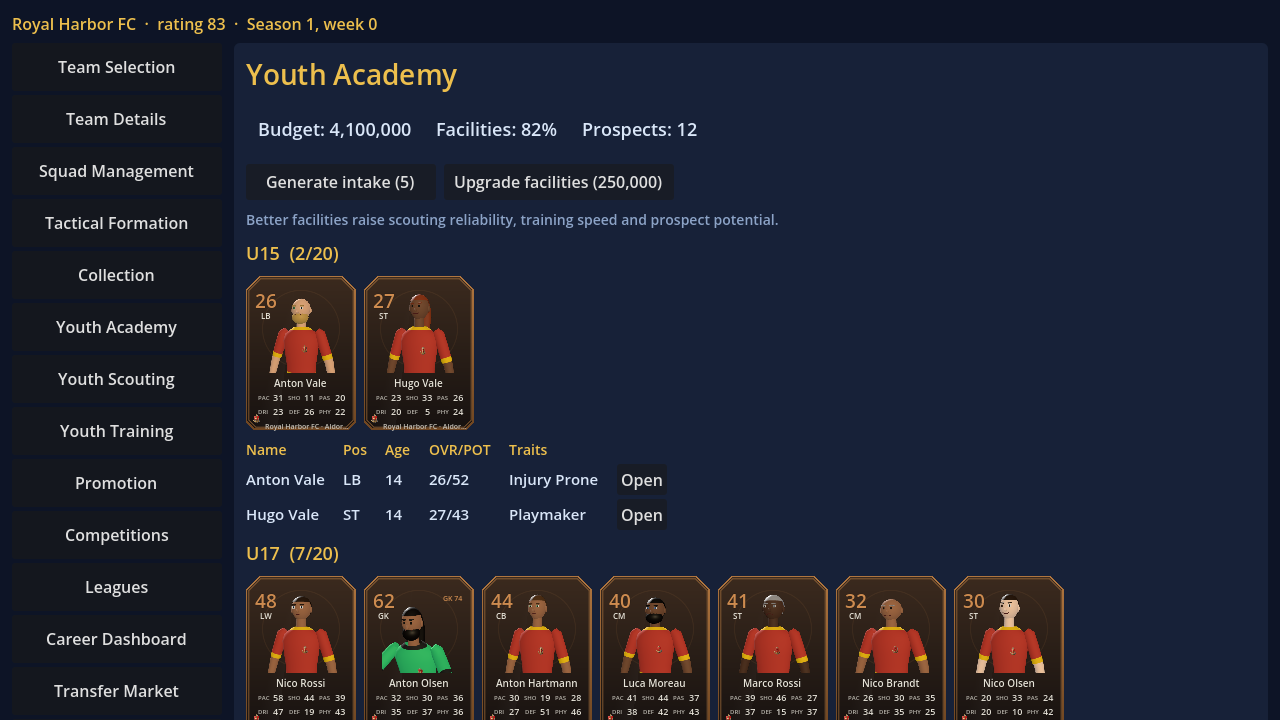 Royal Harbor FC · rating 83 · Season 1, week 0
Team Selection
Team Details
Squad Management
Tactical Formation
Collection
Youth Academy
Youth Scouting
Youth Training
Promotion
Competitions
Leagues
Career Dashboard
Transfer Market
Youth Academy
Budget: 4,100,000 Facilities: 82% Prospects: 12
Generate intake (5) Upgrade facilities (250,000)
Better facilities raise scouting reliability, training speed and prospect potential.
U15 (2/20)
26
LB
Anton Vale
PAC 31 SHO 11 PAS 20
DRI 23 DEF 26 PHY 22
Royal Harbor FC · Aldor
27
ST
Hugo Vale
PAC 23 SHO 33 PAS 26
DRI 20 DEF 5 PHY 24
Royal Harbor FC · Aldor
Name Pos Age OVR/POT Traits
Anton Vale LB 14 26/52 Injury Prone Open
Hugo Vale ST 14 27/43 Playmaker Open
U17 (7/20)
48
LW
Nico Rossi
PAC 58 SHO 44 PAS 39
DRI 47 DEF 19 PHY 43
62
GK
GK 74
Anton Olsen
PAC 32 SHO 30 PAS 36
DRI 35 DEF 37 PHY 36
44
CB
Anton Hartmann
PAC 30 SHO 19 PAS 28
DRI 27 DEF 51 PHY 46
40
CM
Luca Moreau
PAC 41 SHO 44 PAS 37
DRI 38 DEF 42 PHY 43
41
ST
Marco Rossi
PAC 39 SHO 46 PAS 27
DRI 37 DEF 15 PHY 37
32
CM
Nico Brandt
PAC 26 SHO 30 PAS 35
DRI 34 DEF 35 PHY 25
30
ST
Nico Olsen
PAC 20 SHO 33 PAS 24
DRI 20 DEF 10 PHY 42